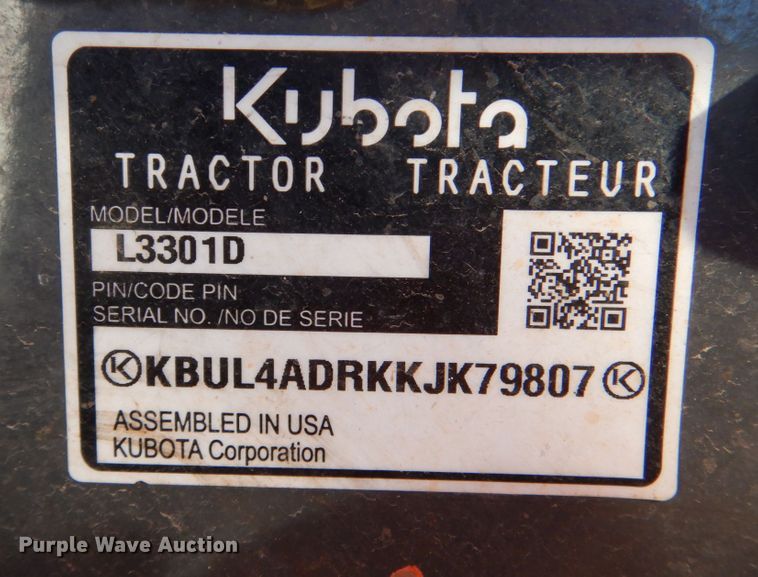 Kubota
TRACTOR TRACTEUR
MODEL/MODELE
L3301D
PIN/CODE PIN
SERIAL NO. /NO DE SERIE
KBUL4ADRKKJK79807
ASSEMBLED IN USA
KUBOTA Corporation
Purple Wave Auction